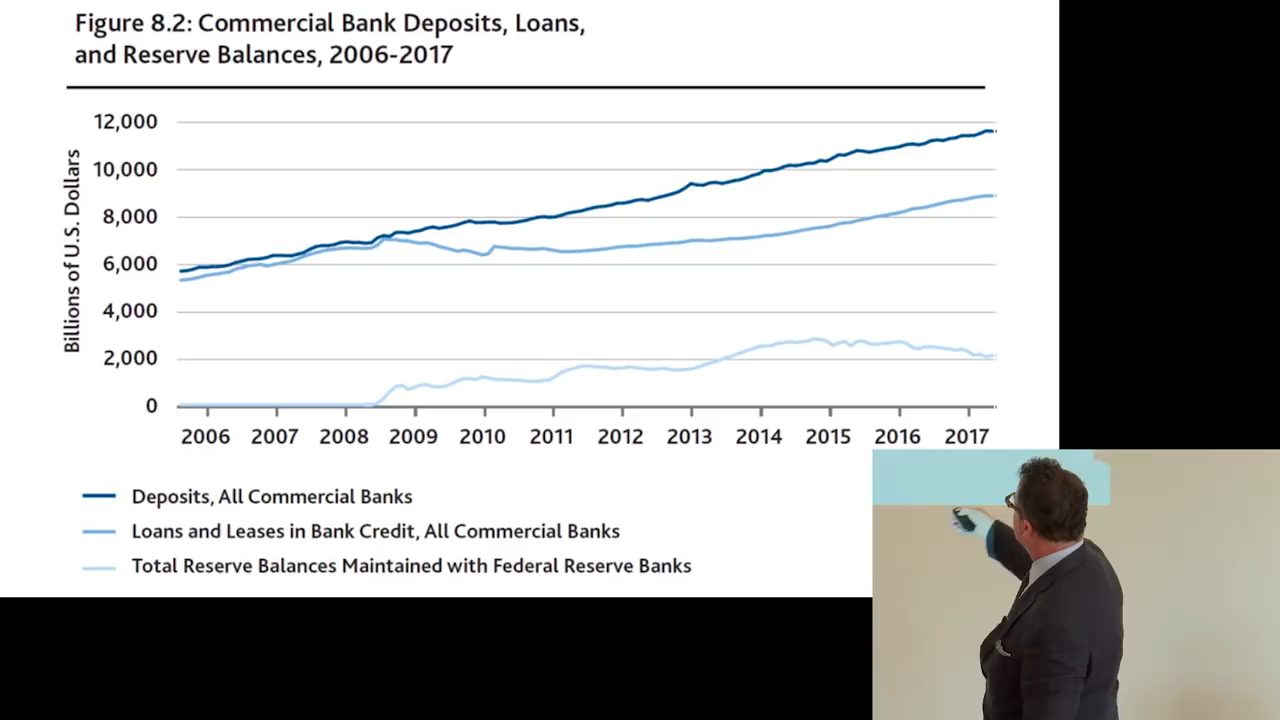 Figure 8.2: Commercial Bank Deposits, Loans,
and Reserve Balances, 2006-2017
Billions of U.S. Dollars
12,000
10,000
8,000
6,000
4,000
2,000
0
2006 2007 2008 2009 2010 2011 2012 2013 2014 2015 2016 2017
Deposits, All Commercial Banks
Loans and Leases in Bank Credit, All Commercial Banks
Total Reserve Balances Maintained with Federal Reserve Banks